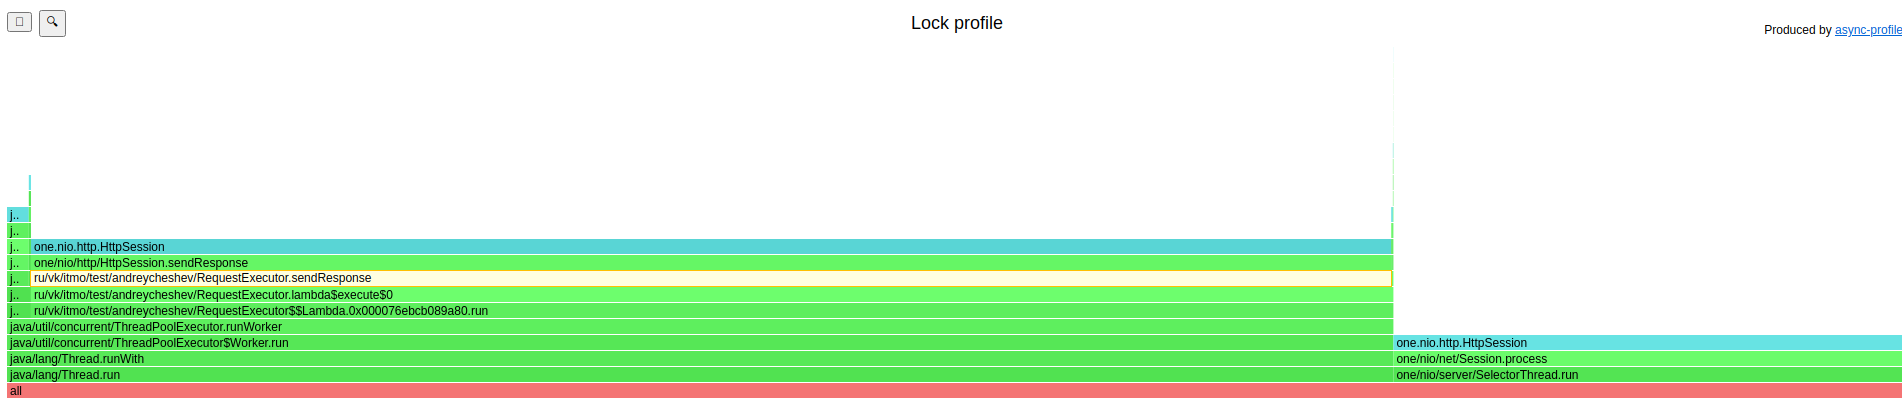 Lock profile
Produced by async-profile
j..
j..
j.. one.nio.http.HttpSession
j.. one/nio/http/HttpSession.sendResponse
j.. ru/vk/itmo/test/andreycheshev/RequestExecutor.sendResponse
j.. ru/vk/itmo/test/andreycheshev/RequestExecutor.lambda$execute$0
j.. ru/vk/itmo/test/andreycheshev/RequestExecutor$$Lambda.0x000076ebcb089a80.run
java/util/concurrent/ThreadPoolExecutor.runWorker
java/util/concurrent/ThreadPoolExecutor$Worker.run one.nio.http.HttpSession
java/lang/Thread.runWith one/nio/net/Session.process
java/lang/Thread.run one/nio/server/SelectorThread.run
all